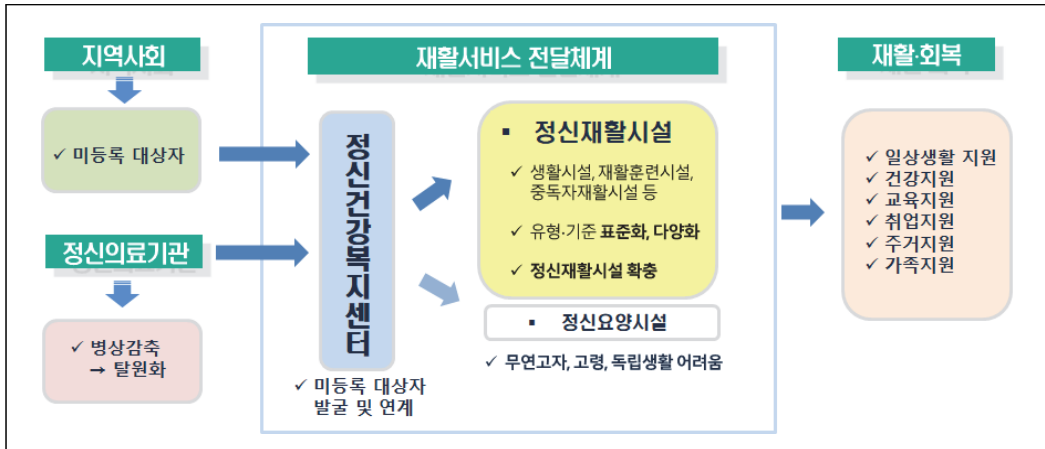 지역사회
✓ 미등록 대상자
정신의료기관
✓ 병상감축
→ 탈원화
재활서비스 전달체계
정신건강복지센터
✓ 미등록 대상자
발굴 및 연계
▪ 정신재활시설
✓ 생활시설, 재활훈련시설,
중독자재활시설 등
✓ 유형·기준 표준화, 다양화
✓ 정신재활시설 확충
▪ 정신요양시설
✓ 무연고자, 고령, 독립생활 어려움
재활·회복
✓ 일상생활 지원
✓ 건강지원
✓ 교육지원
✓ 취업지원
✓ 주거지원
✓ 가족지원